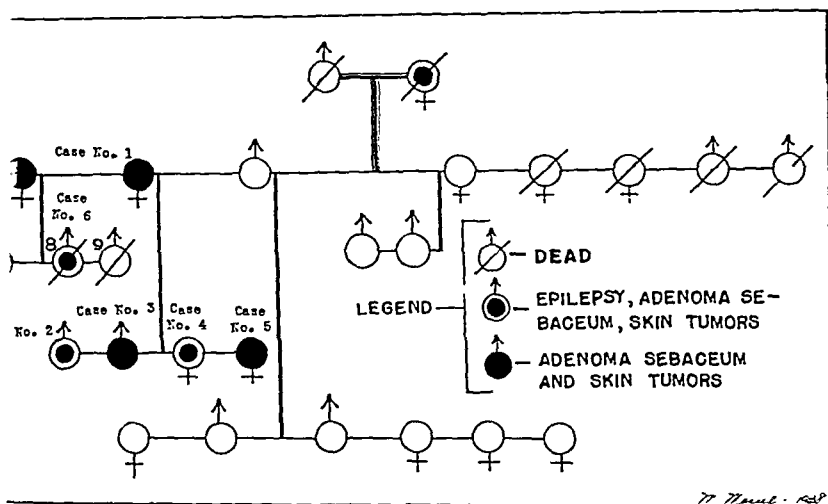 Case No. 1
Case
No. 6
8 9
No. 2
Case No. 3
Case
No. 4
Case
No. 5
LEGEND
DEAD
EPILEPSY, ADENOMA SE-
BACEUM, SKIN TUMORS
ADENOMA SEBACEUM
AND SKIN TUMORS